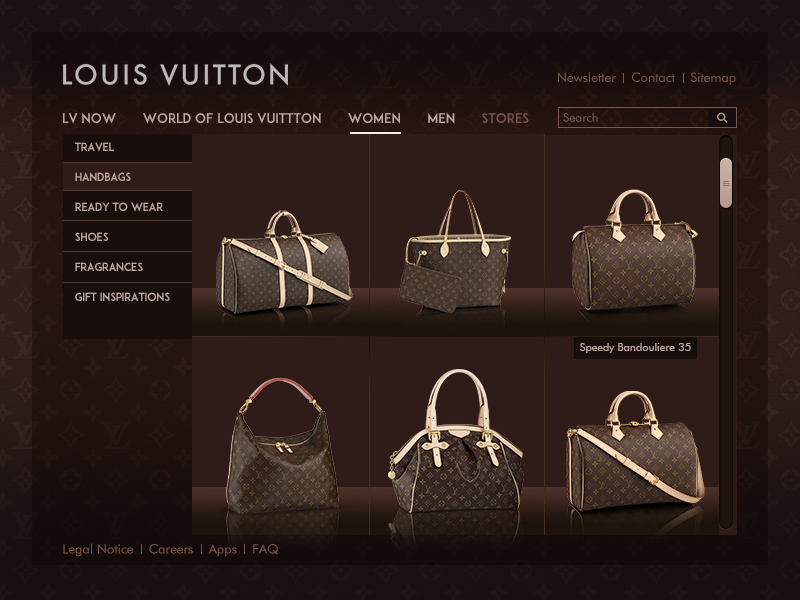 LOUIS VUITTON
Newsletter | Contact | Sitemap
LV NOW WORLD OF LOUIS VUITTTON WOMEN MEN STORES Search
TRAVEL
HANDBAGS
READY TO WEAR
SHOES
FRAGRANCES
GIFT INSPIRATIONS
Speedy Bandouliere 35
Legal Notice | Careers | Apps | FAQ